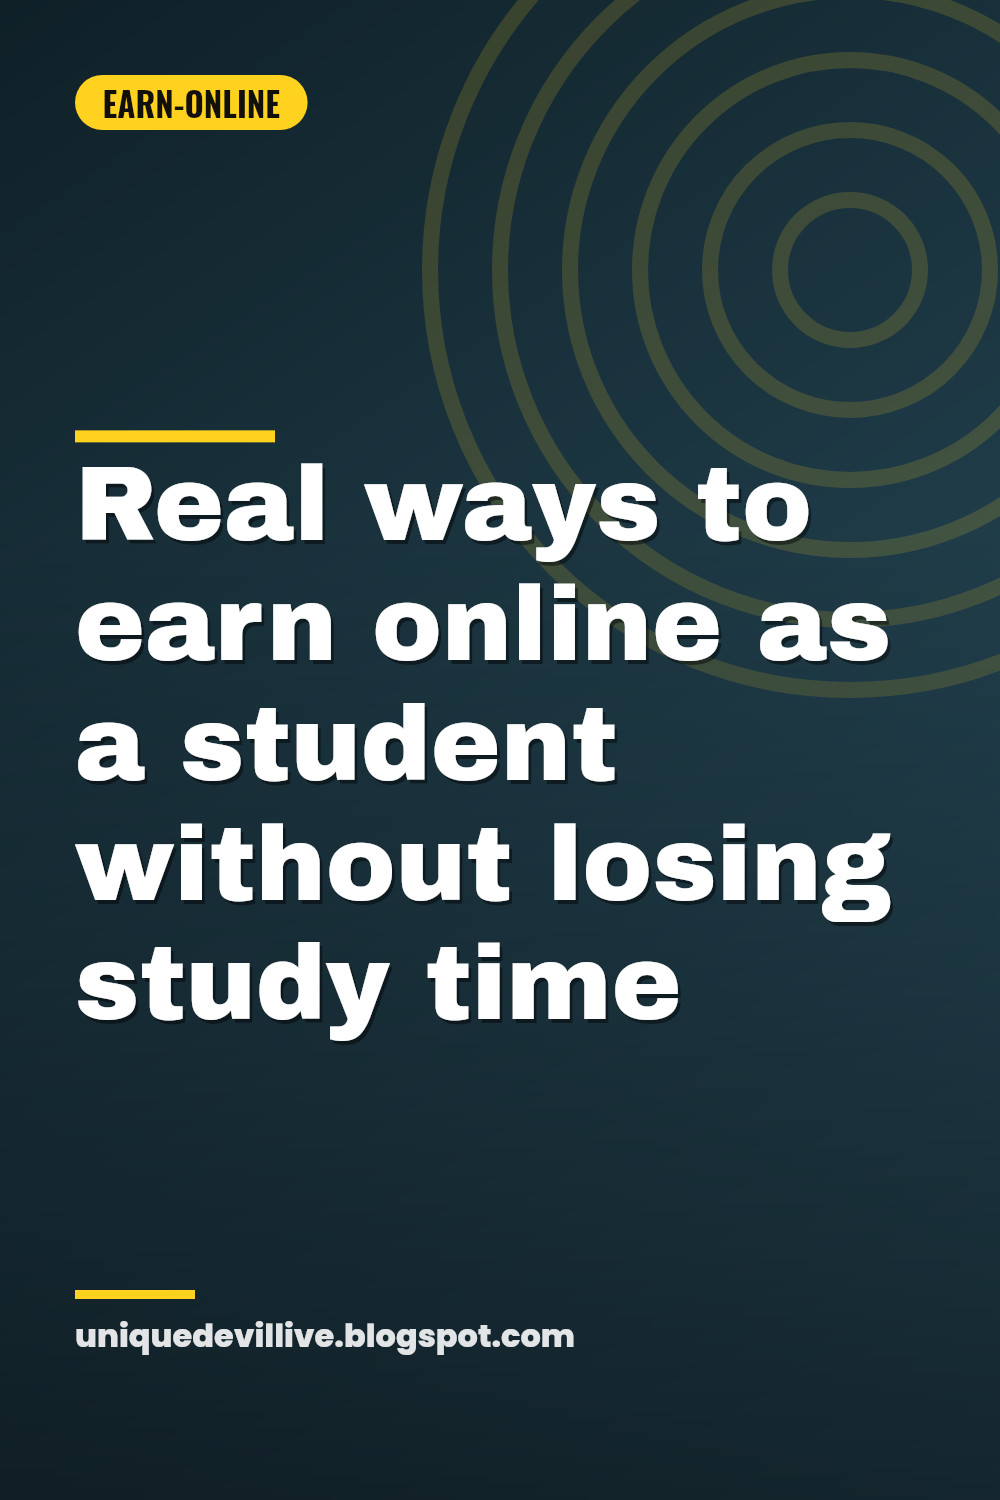 EARN-ONLINE
Real ways to
earn online as
a student
without losing
study time
uniquedevillive.blogspot.com